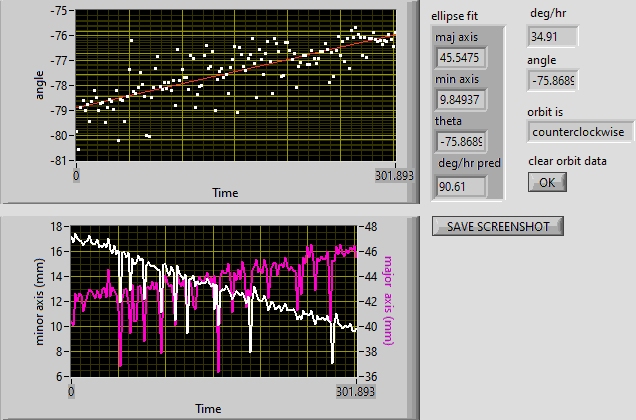 -75
-76
-77
-78
-79
-80
-81
angle
0
301.893
Time
ellipse fit
maj axis
45.5475
min axis
9.84937
theta
-75.868
deg/hr pred
90.61
deg/hr
34.91
angle
-75.868
orbit is
counterclockwise
clear orbit data
OK
SAVE SCREENSHOT
18
16
14
12
10
8
6
minor axis (mm)
48
46
44
42
40
38
36
major axis (mm)
0
301.893
Time